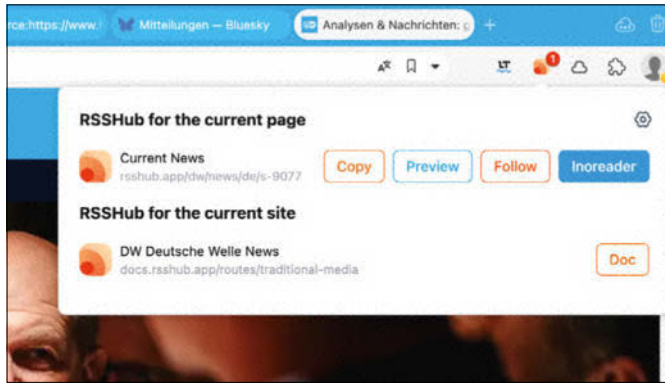 rce:https://www.
Mitteilungen — Bluesky
Analysen & Nachrichten:
LT
1
RSSHub for the current page
Current News
rsshub.app/dw/news/de/s-9077
Copy
Preview
Follow
Inoreader
RSSHub for the current site
DW Deutsche Welle News
docs.rsshub.app/routes/traditional-media
Doc